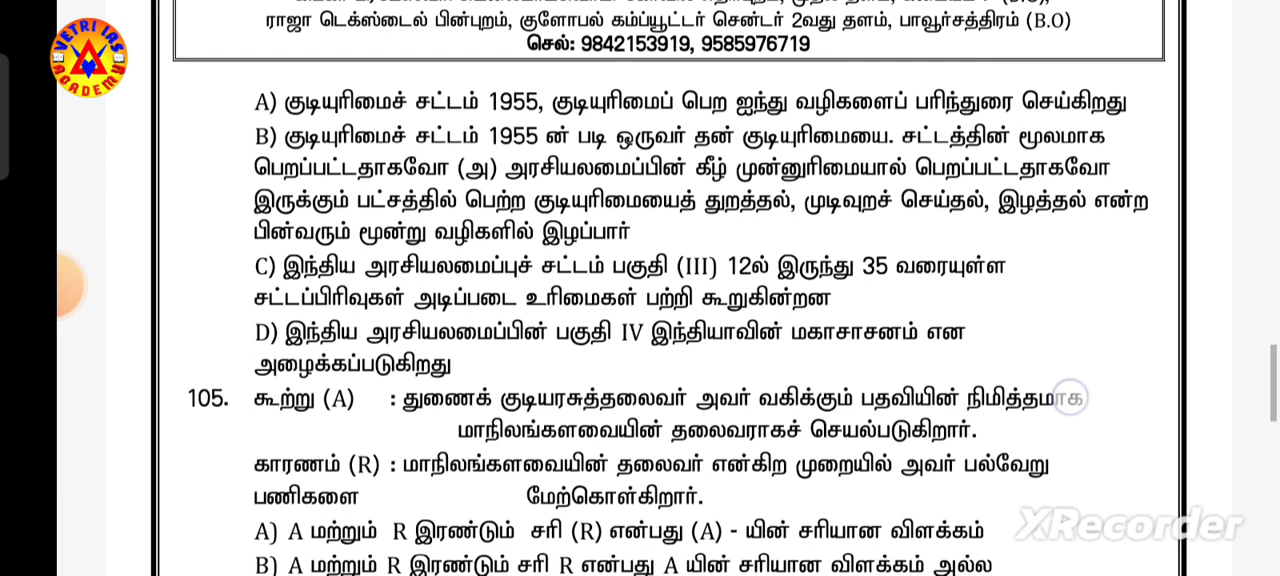 ராஜா டெக்ஸ்டைல் பின்புறம், குளோபல் கம்ப்யூட்டர் சென்டர் 2வது தளம், பாவூர்சத்திரம் (B.O)
செல்: 9842153919, 9585976719
VETRI IAS
ACADEMY
A) குடியுரிமைச் சட்டம் 1955, குடியுரிமைப் பெற ஐந்து வழிகளைப் பரிந்துரை செய்கிறது
B) குடியுரிமைச் சட்டம் 1955 ன் படி ஒருவர் தன் குடியுரிமையை. சட்டத்தின் மூலமாக
பெறப்பட்டதாகவோ (அ) அரசியலமைப்பின் கீழ் முன்னுரிமையால் பெறப்பட்டதாகவோ
இருக்கும் பட்சத்தில் பெற்ற குடியுரிமையைத் துறத்தல், முடிவுறச் செய்தல், இழத்தல் என்ற
பின்வரும் மூன்று வழிகளில் இழப்பார்
C) இந்திய அரசியலமைப்புச் சட்டம் பகுதி (III) 12ல் இருந்து 35 வரையுள்ள
சட்டப்பிரிவுகள் அடிப்படை உரிமைகள் பற்றி கூறுகின்றன
D) இந்திய அரசியலமைப்பின் பகுதி IV இந்தியாவின் மகாசாசனம் என
அழைக்கப்படுகிறது
105. கூற்று (A) : துணைக் குடியரசுத்தலைவர் அவர் வகிக்கும் பதவியின் நிமித்தமாக
மாநிலங்களவையின் தலைவராகச் செயல்படுகிறார்.
காரணம் (R) : மாநிலங்களவையின் தலைவர் என்கிற முறையில் அவர் பல்வேறு
பணிகளை மேற்கொள்கிறார்.
A) A மற்றும் R இரண்டும் சரி (R) என்பது (A) - யின் சரியான விளக்கம்
B) A மற்றும் R இரண்டும் சரி R என்பது A யின் சரியான விளக்கம் அல்ல
XRecorder